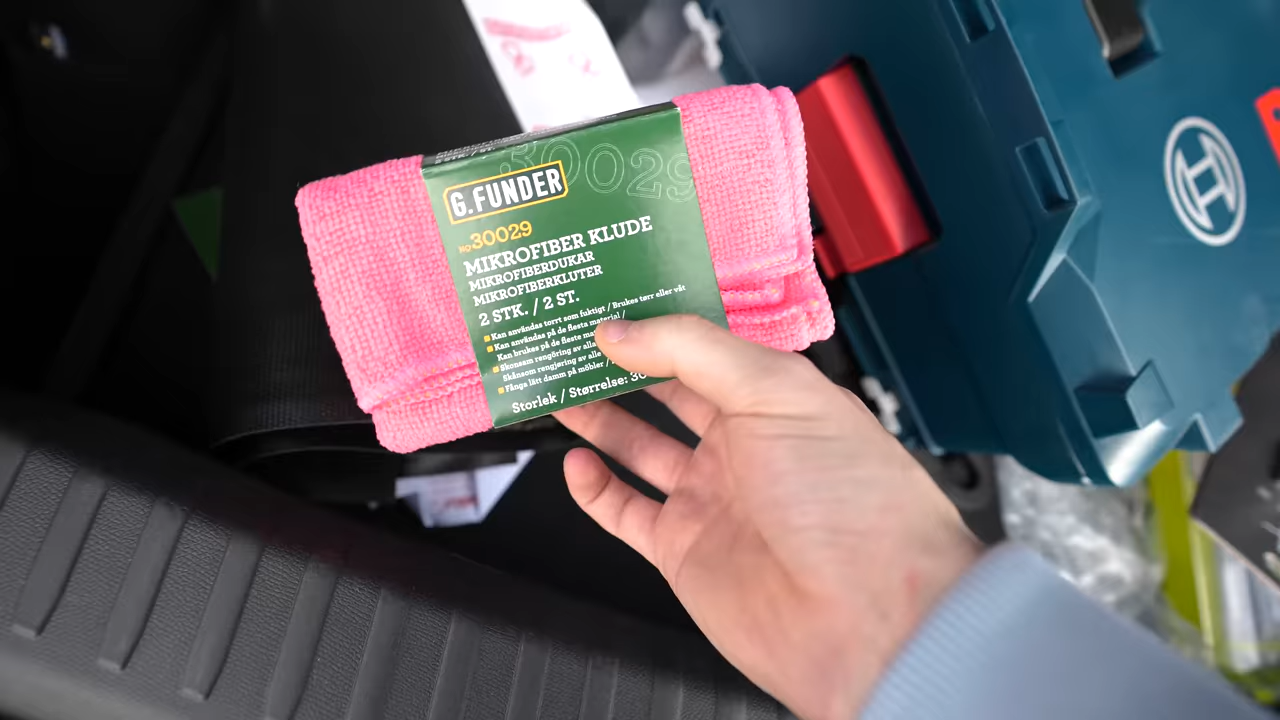 30029
G.FUNDER
NO 30029
MIKROFIBER KLUDE
MIKROFIBERDUKAR
MIKROFIBERKLUTER
2 STK. / 2 ST.
Kan användas torrt som fuktigt / Brukes tørr eller våt
Kan användas på de flesta material /
Kan brukes på de fleste
Skonsam rengöring av
Skånsom rengjøring av alle
Fånga lätt damm på möbler /
Storlek / Størrelse: 30